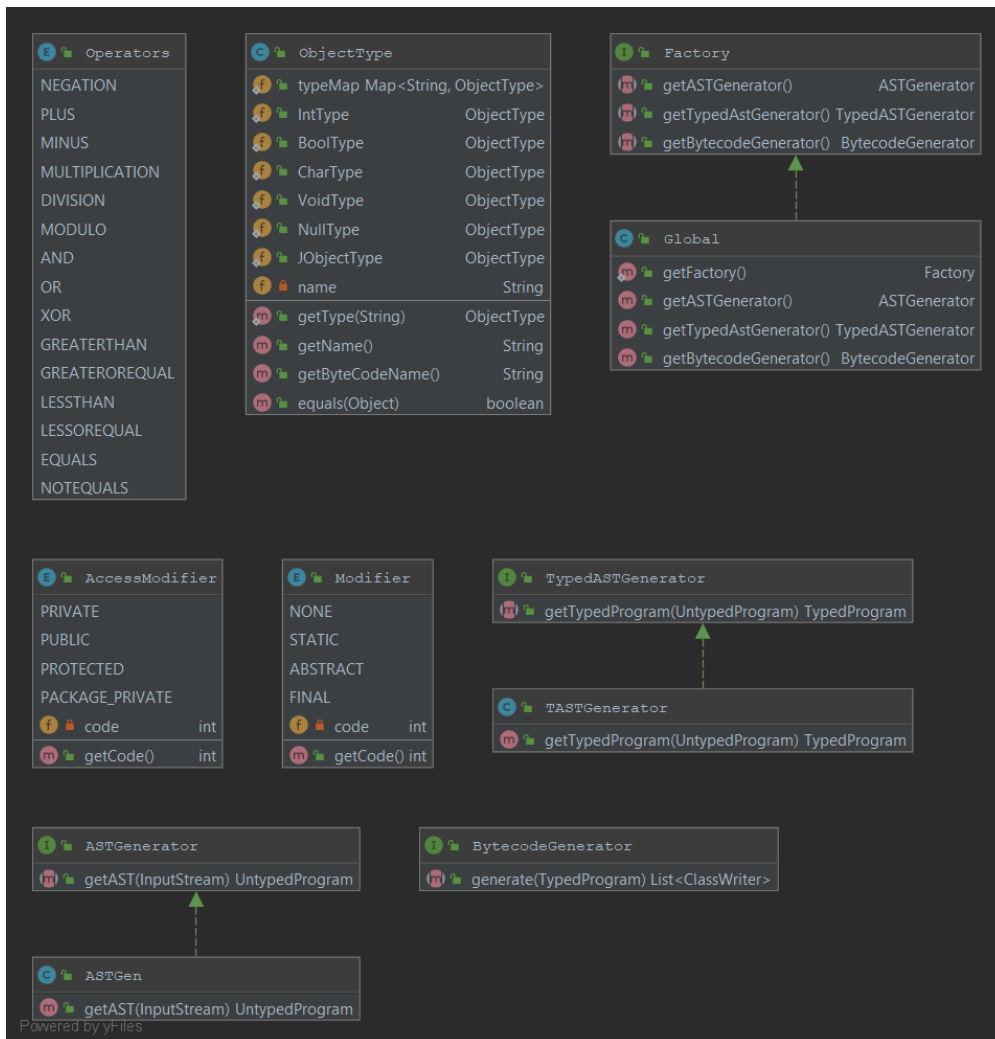 Operators
NEGATION
PLUS
MINUS
MULTIPLICATION
DIVISION
MODULO
AND
OR
XOR
GREATERTHAN
GREATEROREQUAL
LESSTHAN
LESSOREQUAL
EQUALS
NOTEQUALS
ObjectType
typeMap Map<String, ObjectType>
IntType ObjectType
BoolType ObjectType
CharType ObjectType
VoidType ObjectType
NullType ObjectType
JObjectType ObjectType
name String
getType(String) ObjectType
getName() String
getByteCodeName() String
equals(Object) boolean
Factory
getASTGenerator() ASTGenerator
getTypedAstGenerator() TypedASTGenerator
getBytecodeGenerator() BytecodeGenerator
Global
getFactory() Factory
getASTGenerator() ASTGenerator
getTypedAstGenerator() TypedASTGenerator
getBytecodeGenerator() BytecodeGenerator
AccessModifier
PRIVATE
PUBLIC
PROTECTED
PACKAGE_PRIVATE
code int
getCode() int
Modifier
NONE
STATIC
ABSTRACT
FINAL
code int
getCode() int
TypedASTGenerator
getTypedProgram(UntypedProgram) TypedProgram
TASTGenerator
getTypedProgram(UntypedProgram) TypedProgram
ASTGenerator
getAST(InputStream) UntypedProgram
BytecodeGenerator
generate(TypedProgram) List<ClassWriter>
ASTGen
getAST(InputStream) UntypedProgram
Powered by yFiles